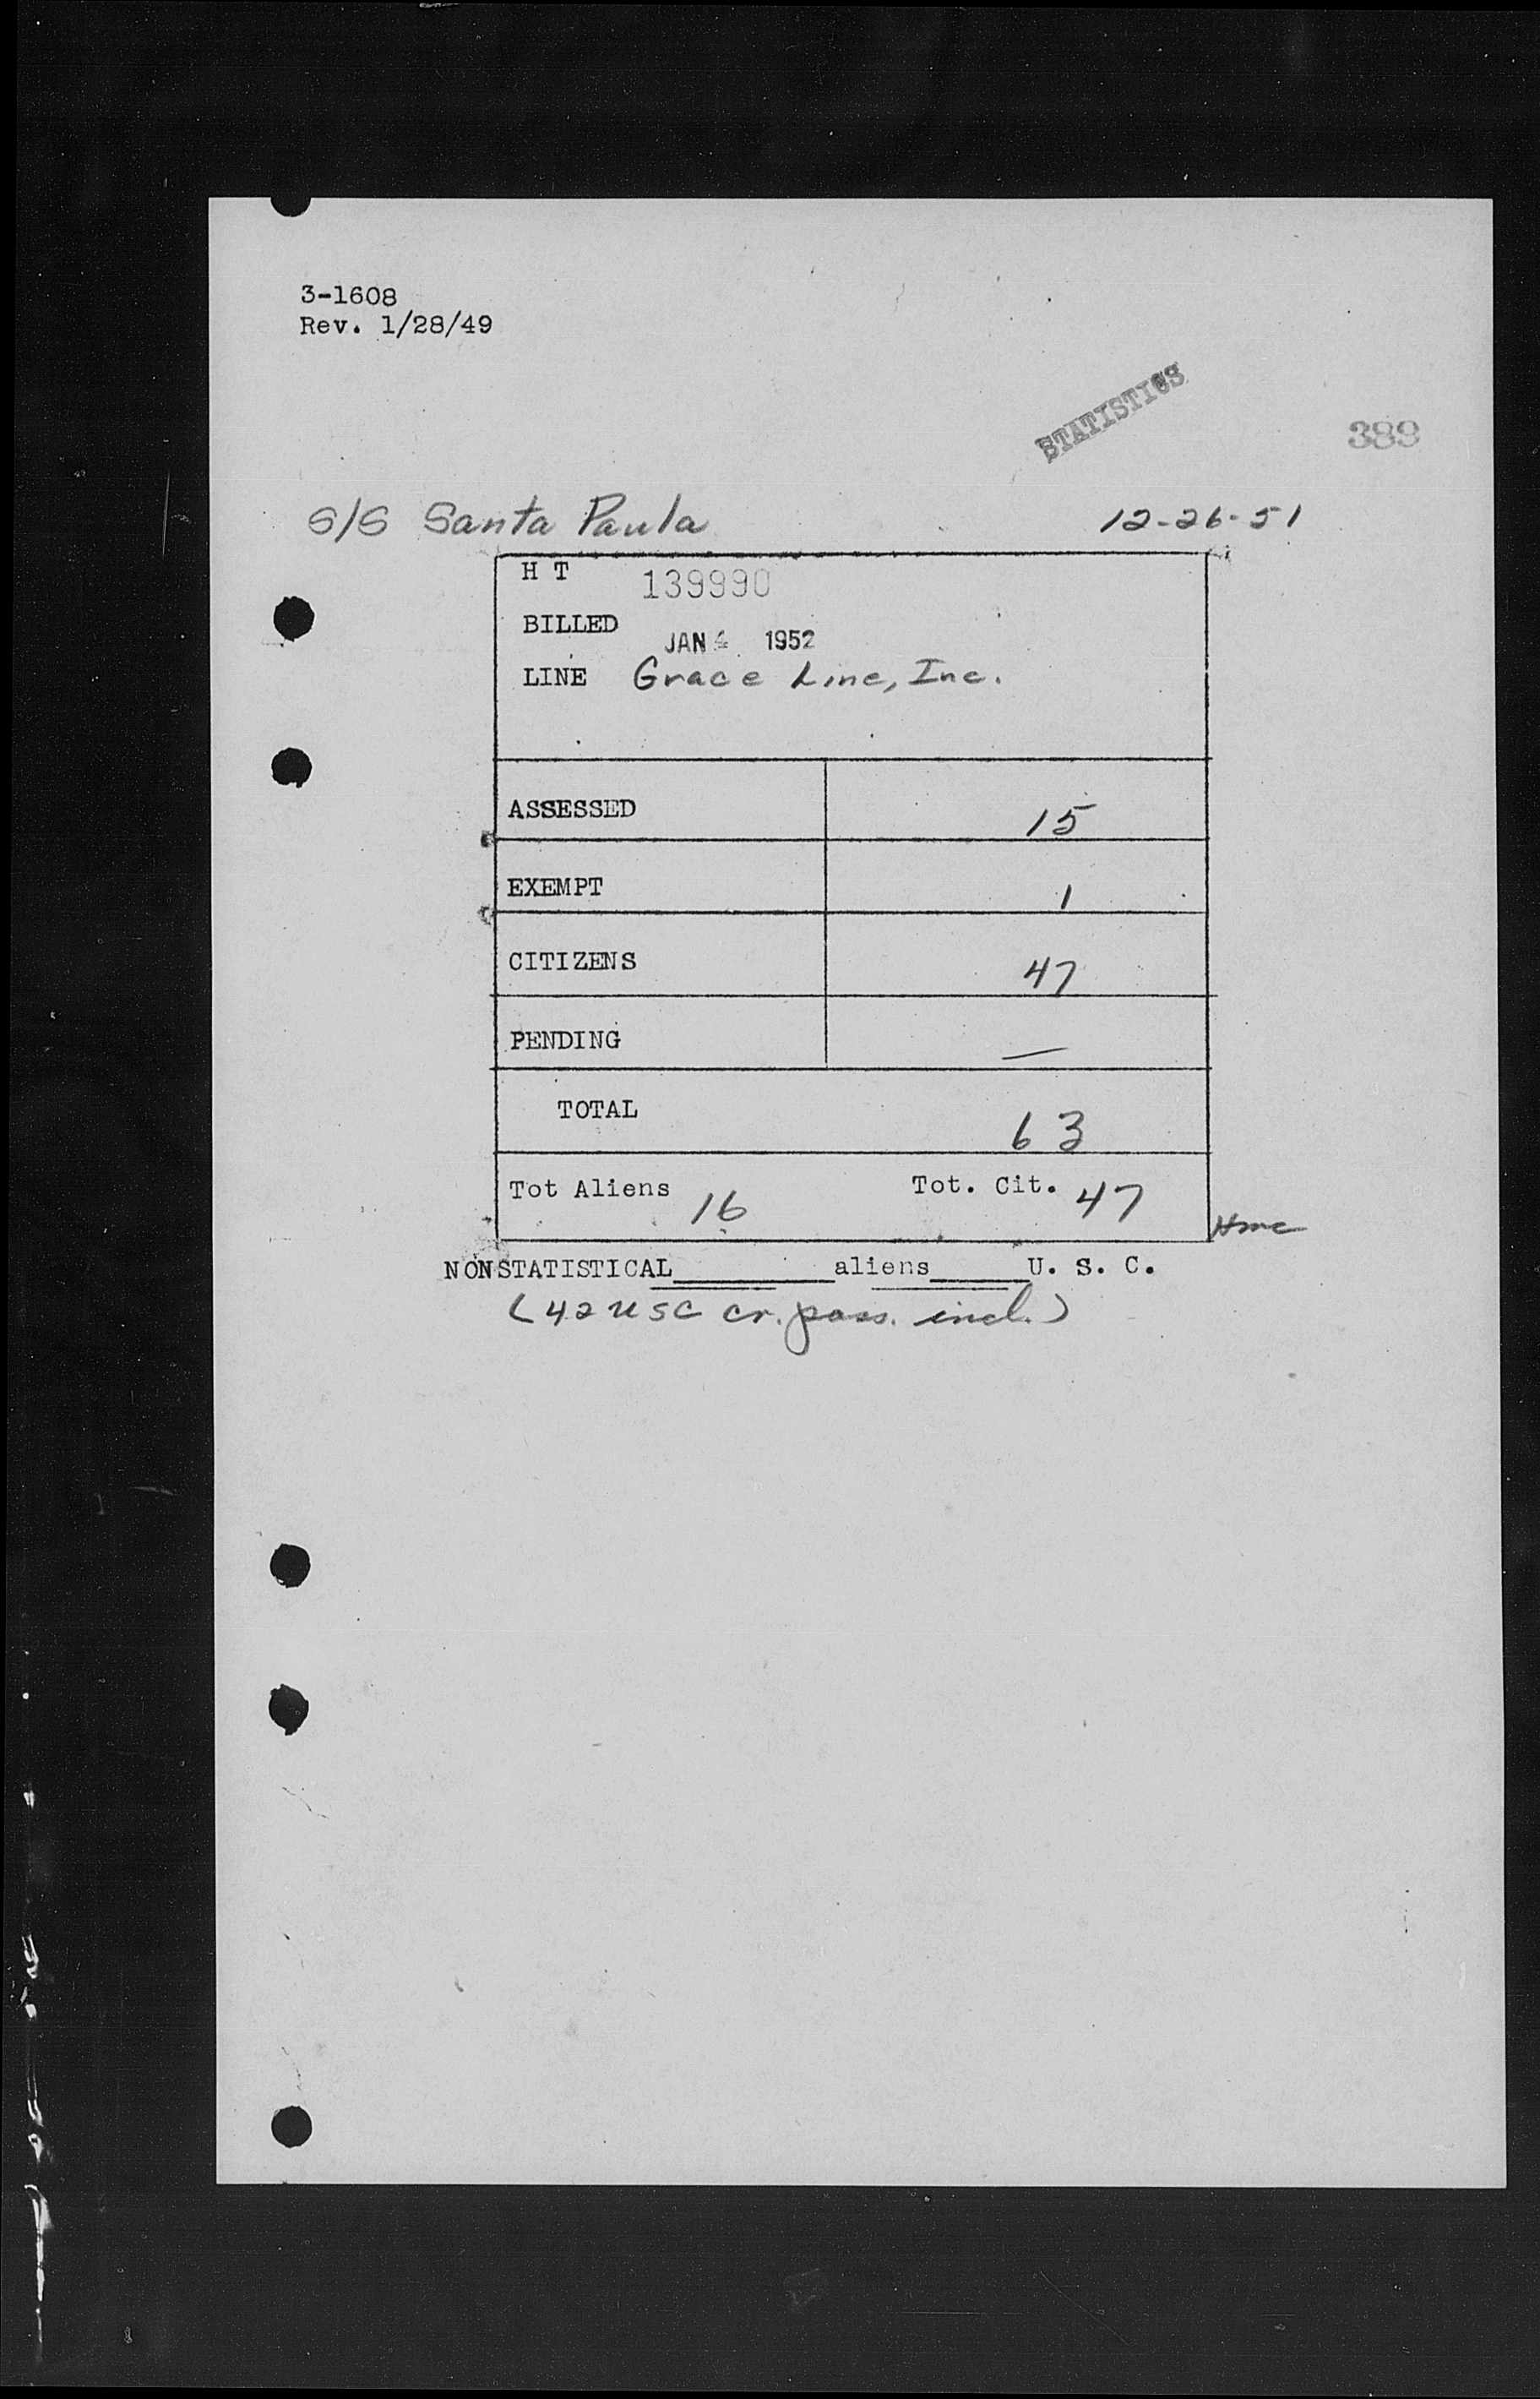 3-1608
Rev. 1/28/49
STATISTICS
389
S/S Santa Paula 12-26-51
H T 139990
BILLED JAN 4 1952
LINE Grace Line, Inc.
ASSESSED 15
EXEMPT 1
CITIZENS 47
PENDING —
TOTAL 63
Tot Aliens 16 Tot. Cit. 47
Hmc
NONSTATISTICAL______aliens______U. S. C.
(42 USC cr. pass. incl.)